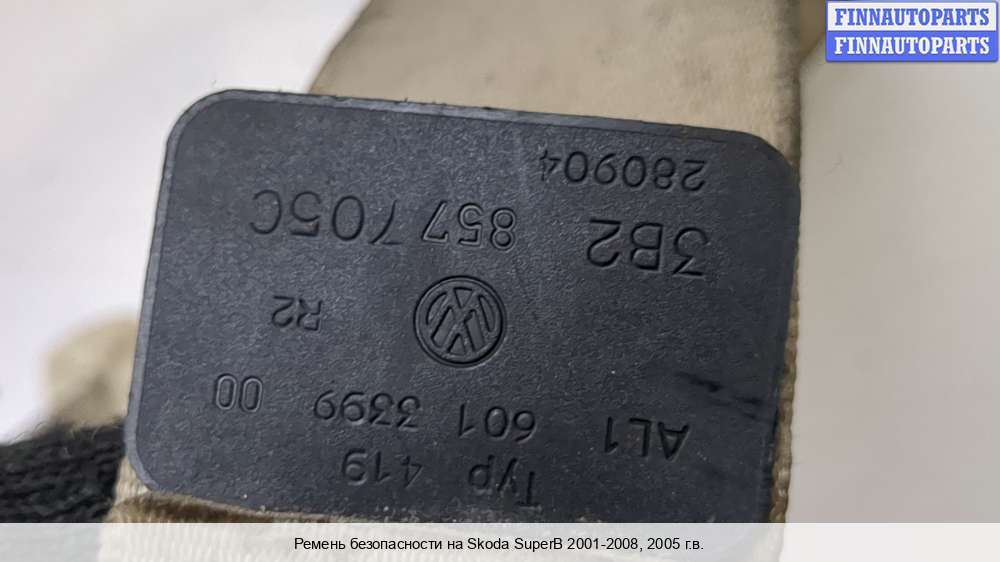 FINNAUTOPARTS
FINNAUTOPARTS
TYP 419
AL1 601 3399 00
R2
3B2 857 705C
280904
Ремень безопасности на Skoda SuperB 2001-2008, 2005 г.в.